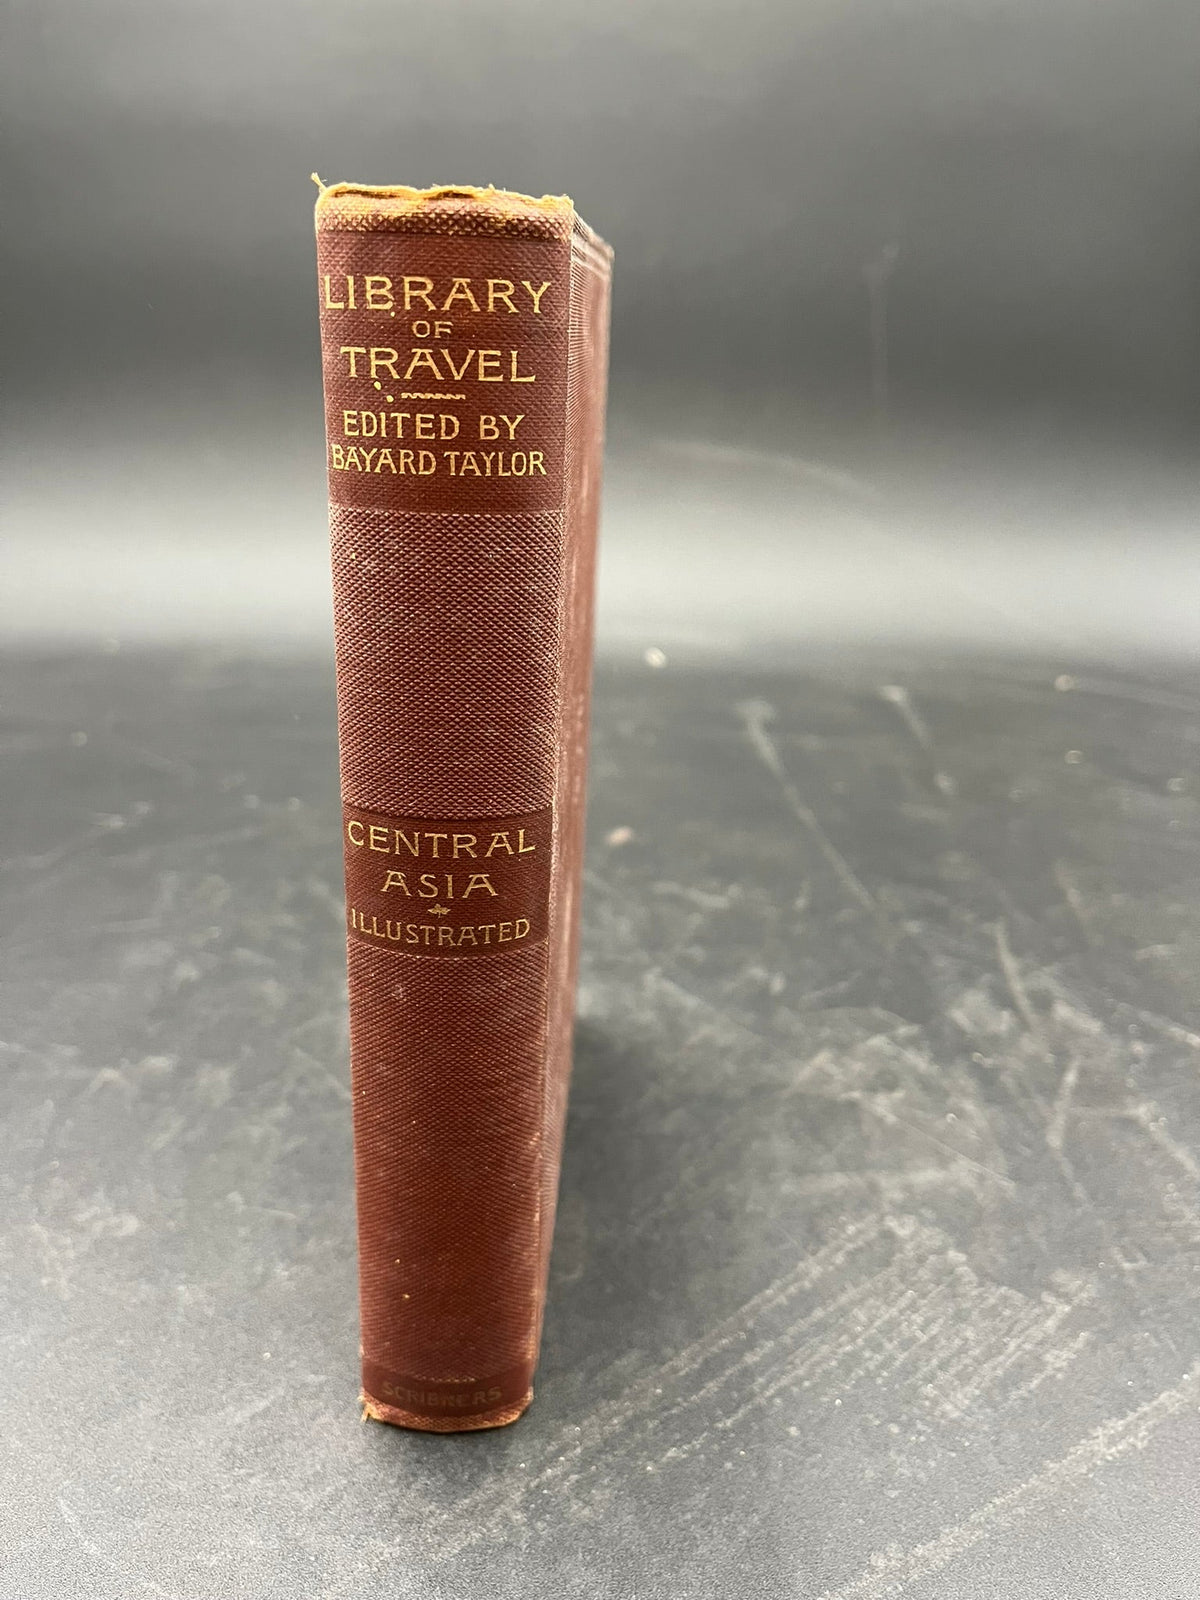 LIBRARY
OF
TRAVEL
EDITED BY
BAYARD TAYLOR
CENTRAL
ASIA
ILLUSTRATED
SCRIBNERS